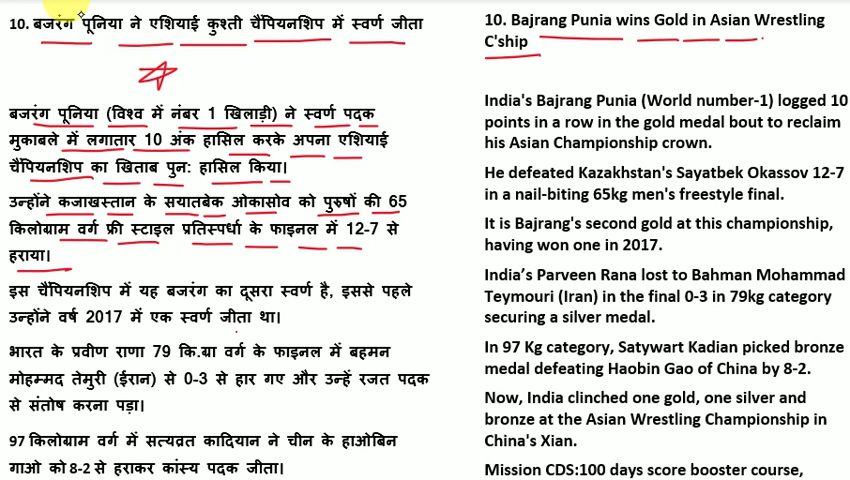 10. बजरंग पूनिया ने एशियाई कुश्ती चैंपियनशिप में स्वर्ण जीता
बजरंग पूनिया (विश्व में नंबर 1 खिलाड़ी) ने स्वर्ण पदक
मुकाबले में लगातार 10 अंक हासिल करके अपना एशियाई
चैंपियनशिप का खिताब पुन: हासिल किया।
उन्होंने कजाखस्तान के सयातबेक ओकासोव को पुरुषों की 65
किलोग्राम वर्ग फ्री स्टाइल प्रतिस्पर्धा के फाइनल में 12-7 से
हराया।
इस चैंपियनशिप में यह बजरंग का दूसरा स्वर्ण है, इससे पहले
उन्होंने वर्ष 2017 में एक स्वर्ण जीता था।
भारत के प्रवीण राणा 79 कि.ग्रा वर्ग के फाइनल में बहमन
मोहम्मद तेमुरी (ईरान) से 0-3 से हार गए और उन्हें रजत पदक
से संतोष करना पड़ा।
97 किलोग्राम वर्ग में सत्यव्रत कादियान ने चीन के हाओबिन
गाओ को 8-2 से हराकर कांस्य पदक जीता।
10. Bajrang Punia wins Gold in Asian Wrestling
C'ship
India's Bajrang Punia (World number-1) logged 10
points in a row in the gold medal bout to reclaim
his Asian Championship crown.
He defeated Kazakhstan's Sayatbek Okassov 12-7
in a nail-biting 65kg men's freestyle final.
It is Bajrang's second gold at this championship,
having won one in 2017.
India’s Parveen Rana lost to Bahman Mohammad
Teymouri (Iran) in the final 0-3 in 79kg category
securing a silver medal.
In 97 Kg category, Satywart Kadian picked bronze
medal defeating Haobin Gao of China by 8-2.
Now, India clinched one gold, one silver and
bronze at the Asian Wrestling Championship in
China's Xian.
Mission CDS:100 days score booster course,